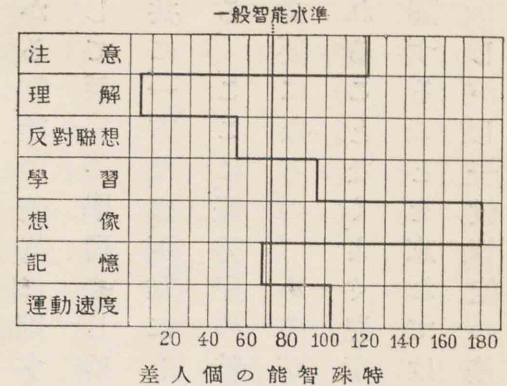 一般智能水準
注意
理解
反對聯想
學習
想像
記憶
運動速度
20 40 60 80 100 120 140 160 180
差人個の能智殊特